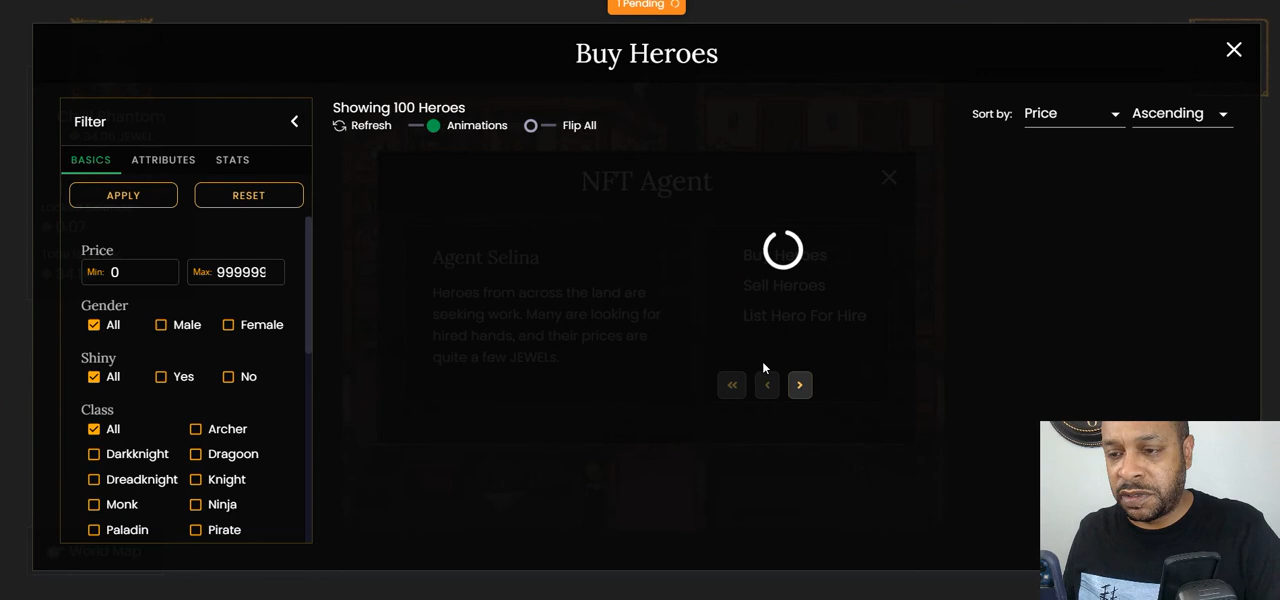 1 Pending
Buy Heroes
Filter
BASICS ATTRIBUTES STATS
APPLY RESET
Price
Min: 0 Max: 999999
Gender
All Male Female
Shiny
All Yes No
Class
All Archer
Darkknight Dragoon
Dreadknight Knight
Monk Ninja
Paladin Pirate
World Map
Showing 100 Heroes
Refresh Animations Flip All
Sort by: Price Ascending
NFT Agent
Agent Selina
Heroes from across the land are
seeking work. Many are looking for
hired hands, and their prices are
quite a few JEWELs.
Buy Heroes
Sell Heroes
List Hero For Hire